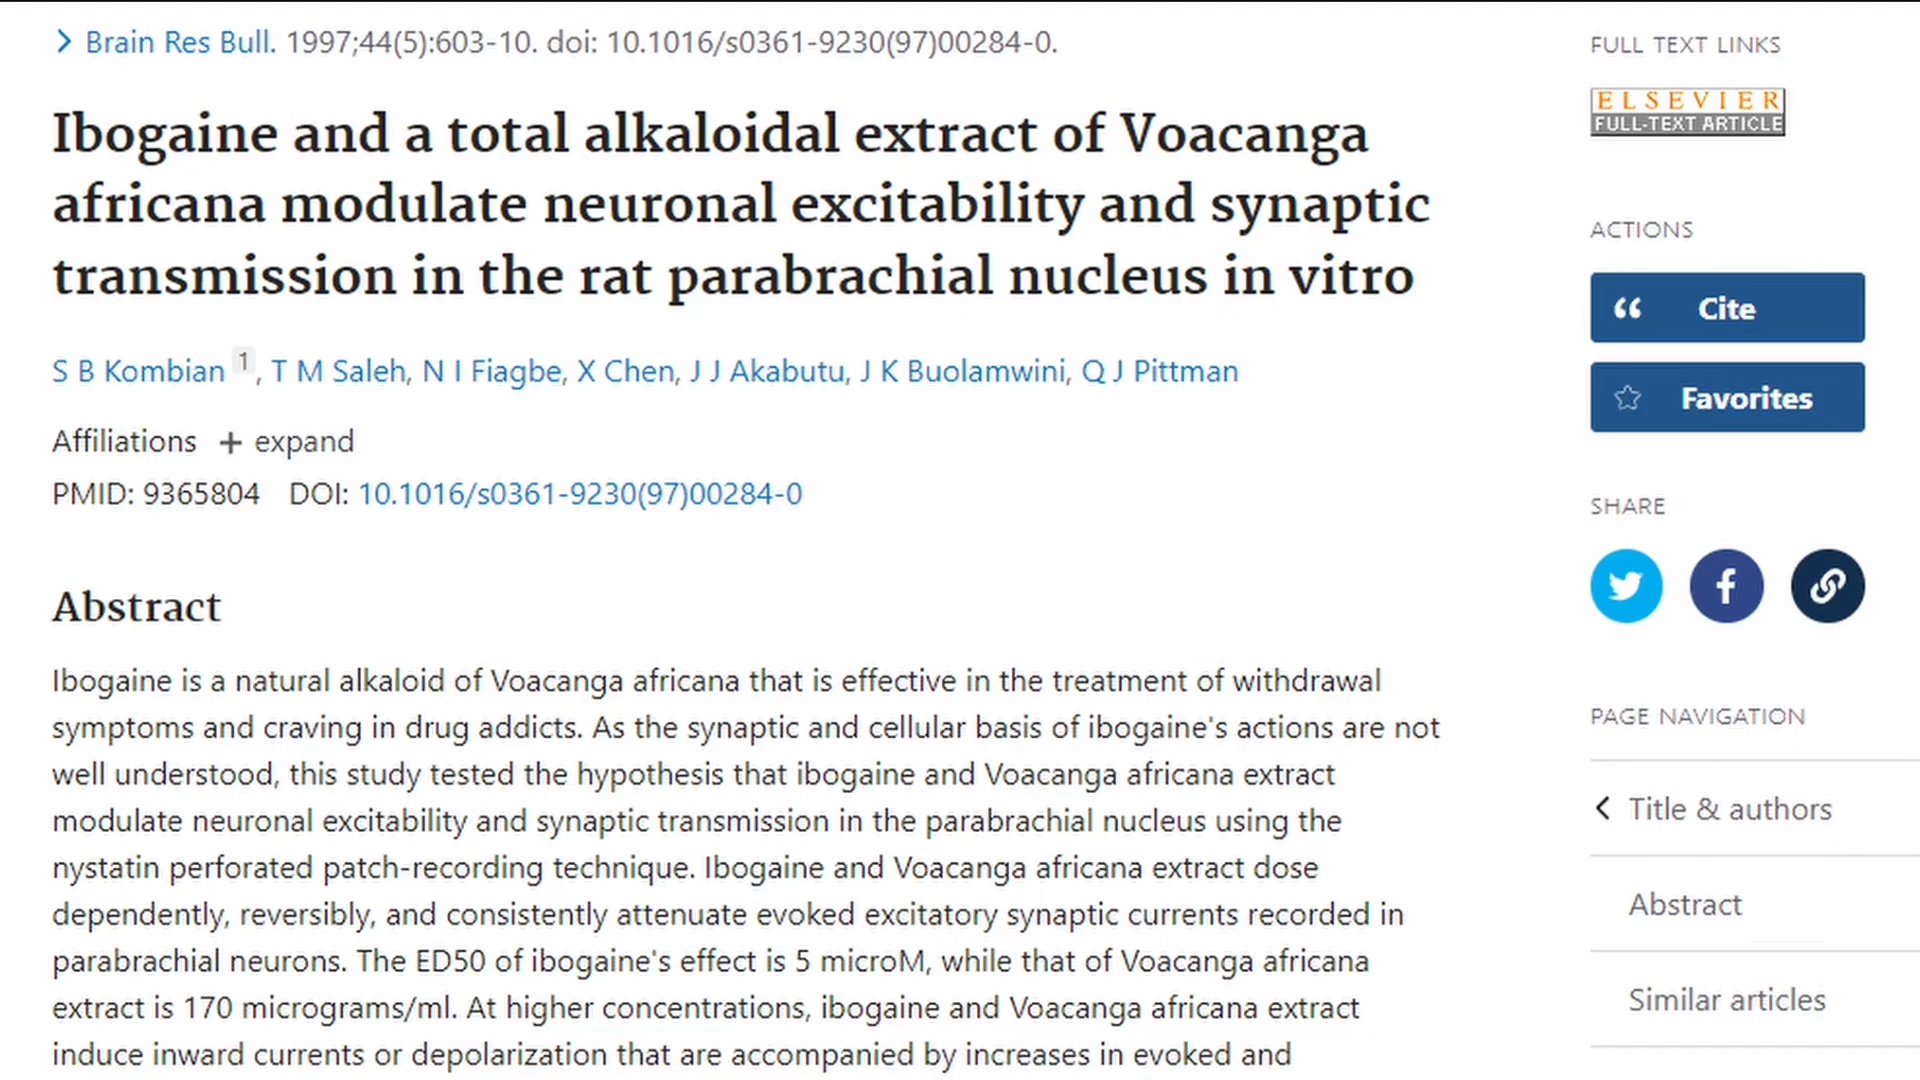 Brain Res Bull. 1997;44(5):603-10. doi: 10.1016/s0361-9230(97)00284-0.
Ibogaine and a total alkaloidal extract of Voacanga
africana modulate neuronal excitability and synaptic
transmission in the rat parabrachial nucleus in vitro
S B Kombian 1, T M Saleh, N I Fiagbe, X Chen, J J Akabutu, J K Buolamwini, Q J Pittman
Affiliations + expand
PMID: 9365804 DOI: 10.1016/s0361-9230(97)00284-0
Abstract
Ibogaine is a natural alkaloid of Voacanga africana that is effective in the treatment of withdrawal
symptoms and craving in drug addicts. As the synaptic and cellular basis of ibogaine's actions are not
well understood, this study tested the hypothesis that ibogaine and Voacanga africana extract
modulate neuronal excitability and synaptic transmission in the parabrachial nucleus using the
nystatin perforated patch-recording technique. Ibogaine and Voacanga africana extract dose
dependently, reversibly, and consistently attenuate evoked excitatory synaptic currents recorded in
parabrachial neurons. The ED50 of ibogaine's effect is 5 microM, while that of Voacanga africana
extract is 170 micrograms/ml. At higher concentrations, ibogaine and Voacanga africana extract
induce inward currents or depolarization that are accompanied by increases in evoked and
FULL TEXT LINKS
ELSEVIER
FULL-TEXT ARTICLE
ACTIONS
Cite
Favorites
SHARE
PAGE NAVIGATION
Title & authors
Abstract
Similar articles